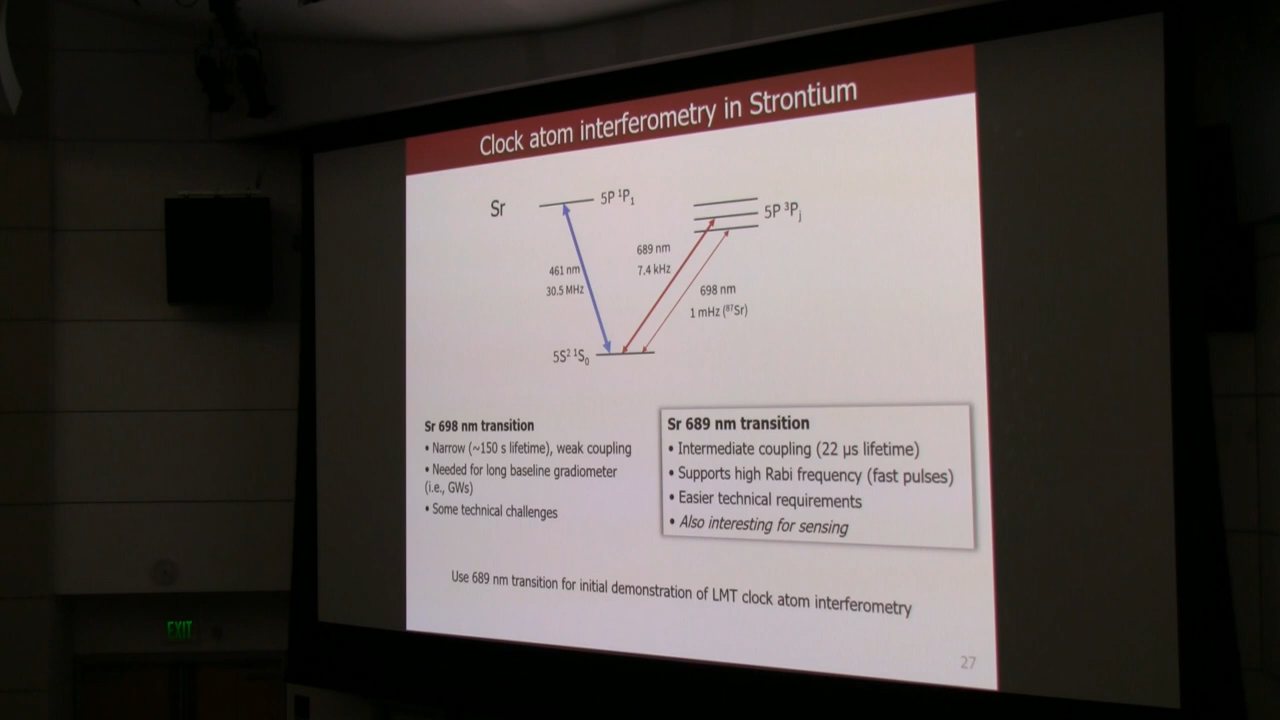 Clock atom interferometry in Strontium
Sr
5P ¹P₁
5P ³Pⱼ
689 nm
7.4 kHz
461 nm
30.5 MHz
698 nm
1 mHz (⁸⁷Sr)
5S² ¹S₀
Sr 698 nm transition
• Narrow (~150 s lifetime), weak coupling
• Needed for long baseline gradiometer
(i.e., GWs)
• Some technical challenges
Sr 689 nm transition
• Intermediate coupling (22 µs lifetime)
• Supports high Rabi frequency (fast pulses)
• Easier technical requirements
• Also interesting for sensing
Use 689 nm transition for initial demonstration of LMT clock atom interferometry
27
EXIT